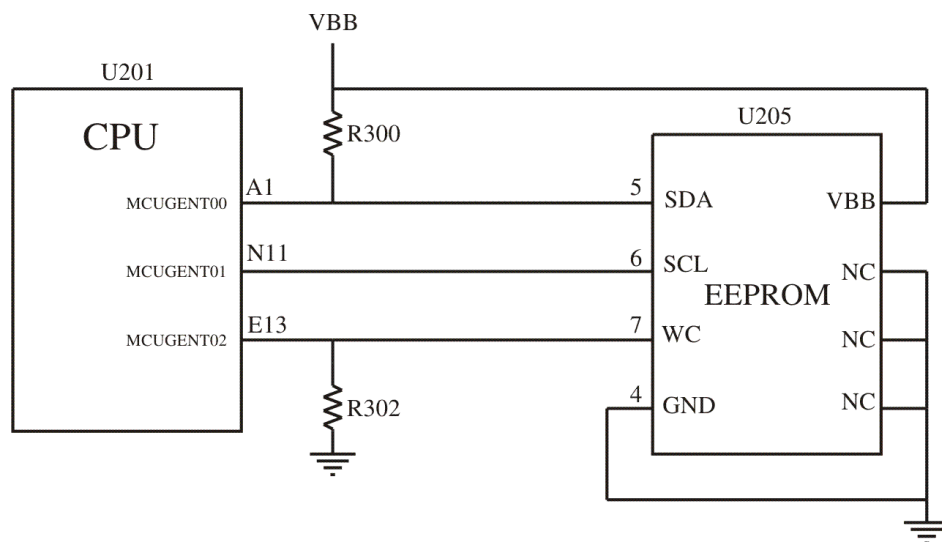 VBB
U201
CPU
MCUGENT00
A1
MCUGENT01
N11
MCUGENT02
E13
R300
R302
U205
EEPROM
5
SDA
6
SCL
7
WC
4
GND
VBB
NC
NC
NC